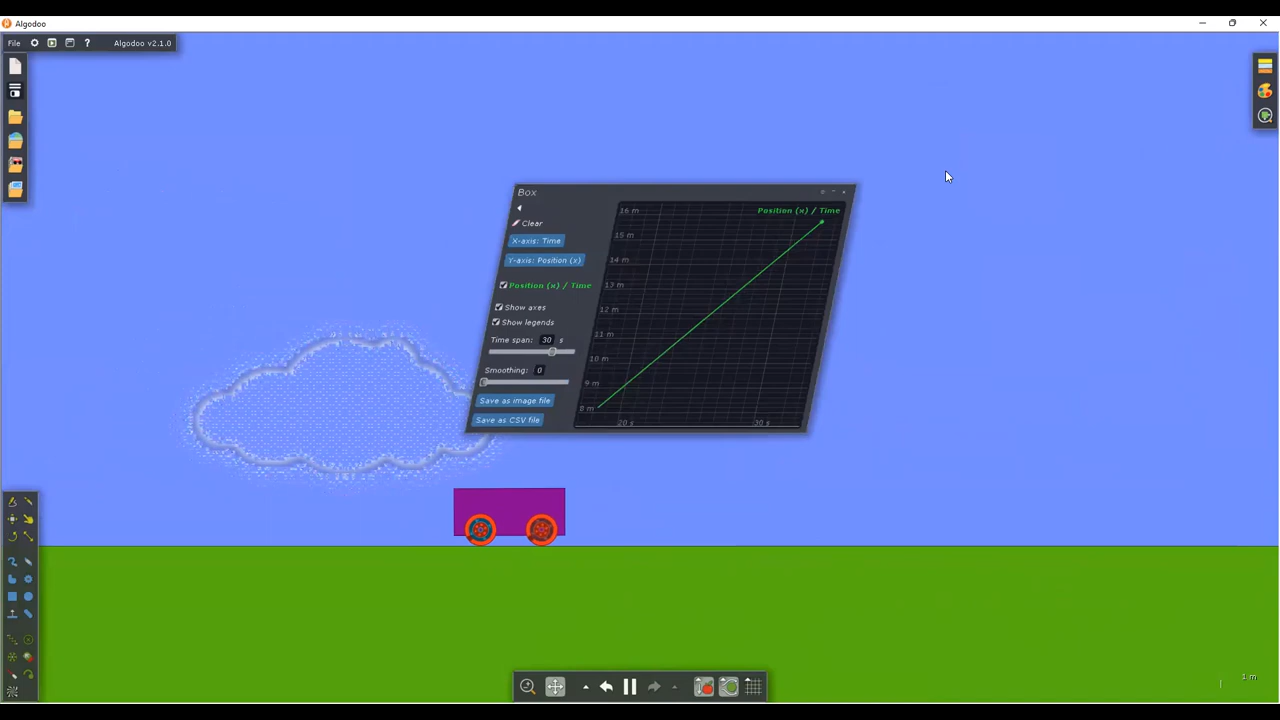 Algodoo
File ? Algodoo v2.1.0
Box
Clear
X-axis: Time
Y-axis: Position (x)
Position (x) / Time
Show axes
Show legends
Time span: 30 s
Smoothing: 0
Save as image file
Save as CSV file
Position (x) / Time
16 m
15 m
14 m
13 m
12 m
11 m
10 m
9 m
8 m
20 s 30 s
1 m